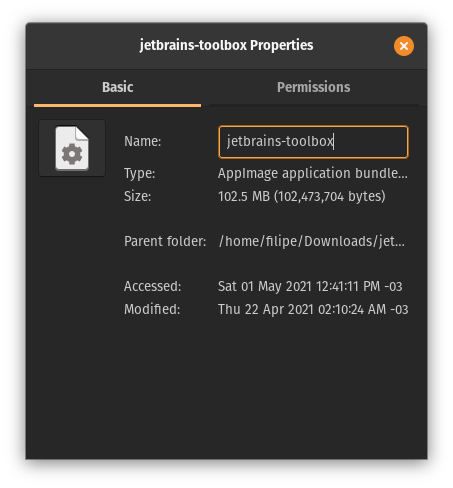 jetbrains-toolbox Properties
Basic Permissions
Name: jetbrains-toolbox
Type: AppImage application bundle...
Size: 102.5 MB (102,473,704 bytes)
Parent folder: /home/filipe/Downloads/jet...
Accessed: Sat 01 May 2021 12:41:11 PM -03
Modified: Thu 22 Apr 2021 02:10:24 AM -03